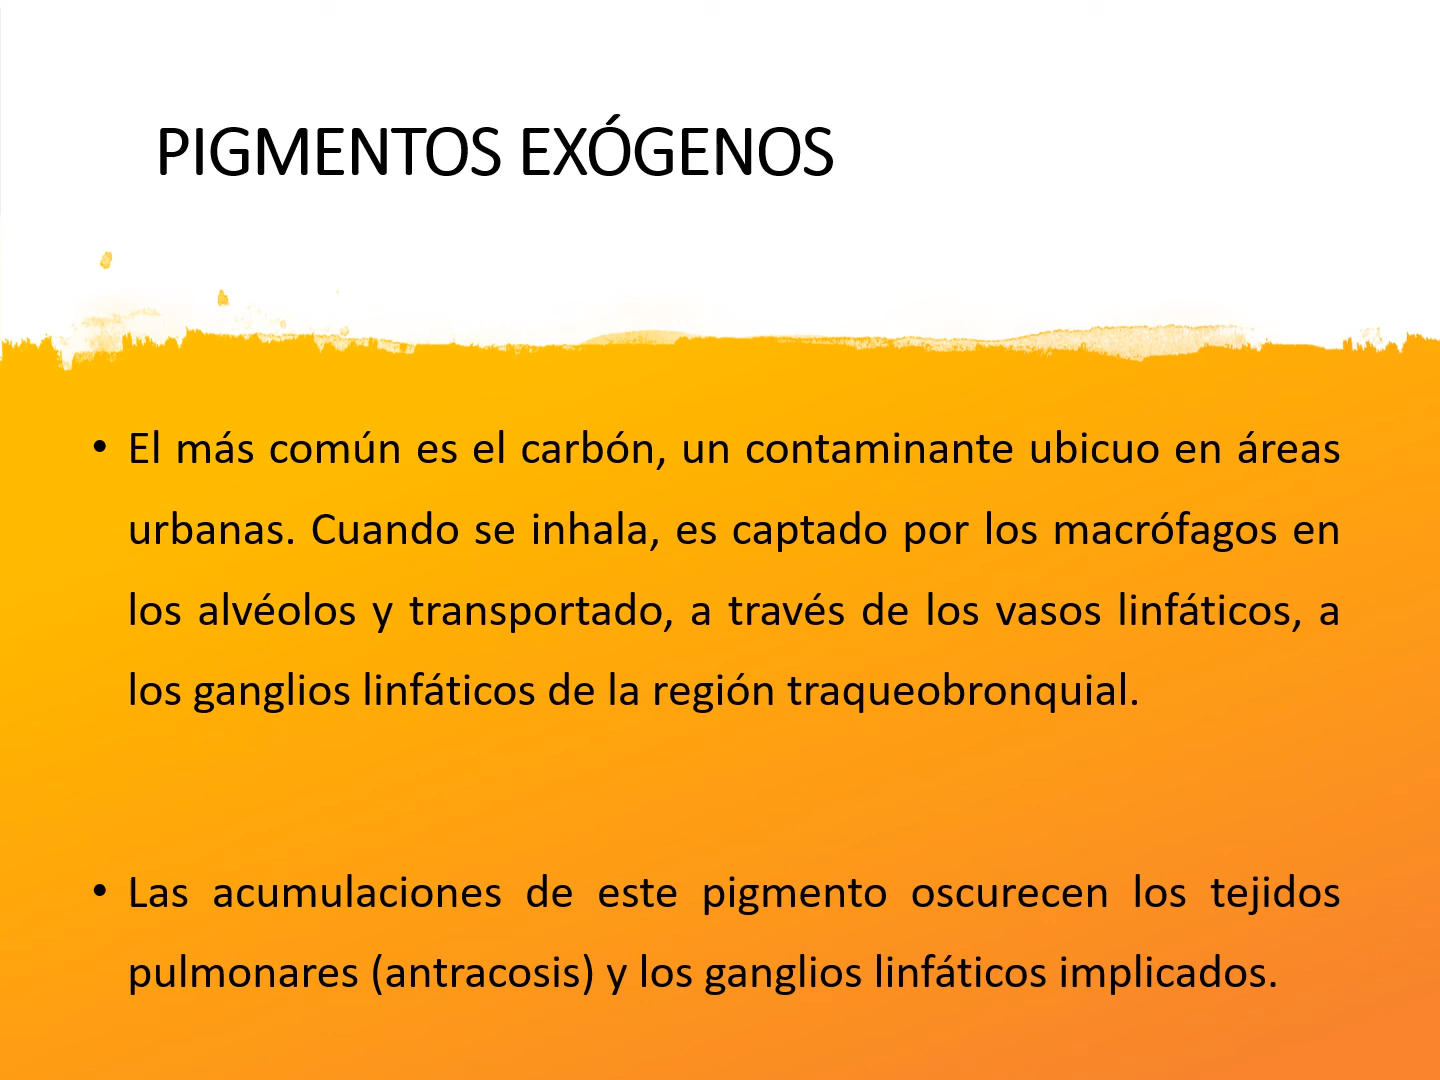 PIGMENTOS EXÓGENOS
• El más común es el carbón, un contaminante ubicuo en áreas
urbanas. Cuando se inhala, es captado por los macrófagos en
los alvéolos y transportado, a través de los vasos linfáticos, a
los ganglios linfáticos de la región traqueobronquial.
• Las acumulaciones de este pigmento oscurecen los tejidos
pulmonares (antracosis) y los ganglios linfáticos implicados.